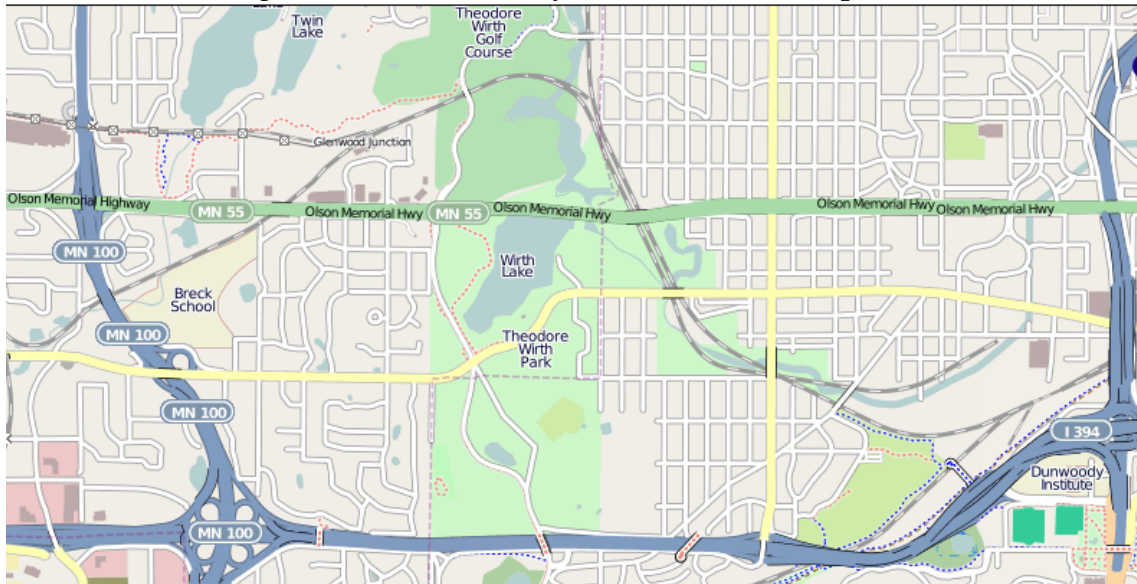 Lake
Twin
Lake
Theodore
Wirth
Golf
Course
Glenwood Junction
Olson Memorial Highway
MN 55
Olson Memorial Hwy
MN 55
Olson Memorial Hwy
Olson Memorial Hwy
Olson Memorial Hwy
MN 100
Wirth
Lake
Breck
School
MN 100
Theodore
Wirth
Park
MN 100
I 394
Dunwoody
Institute
MN 100